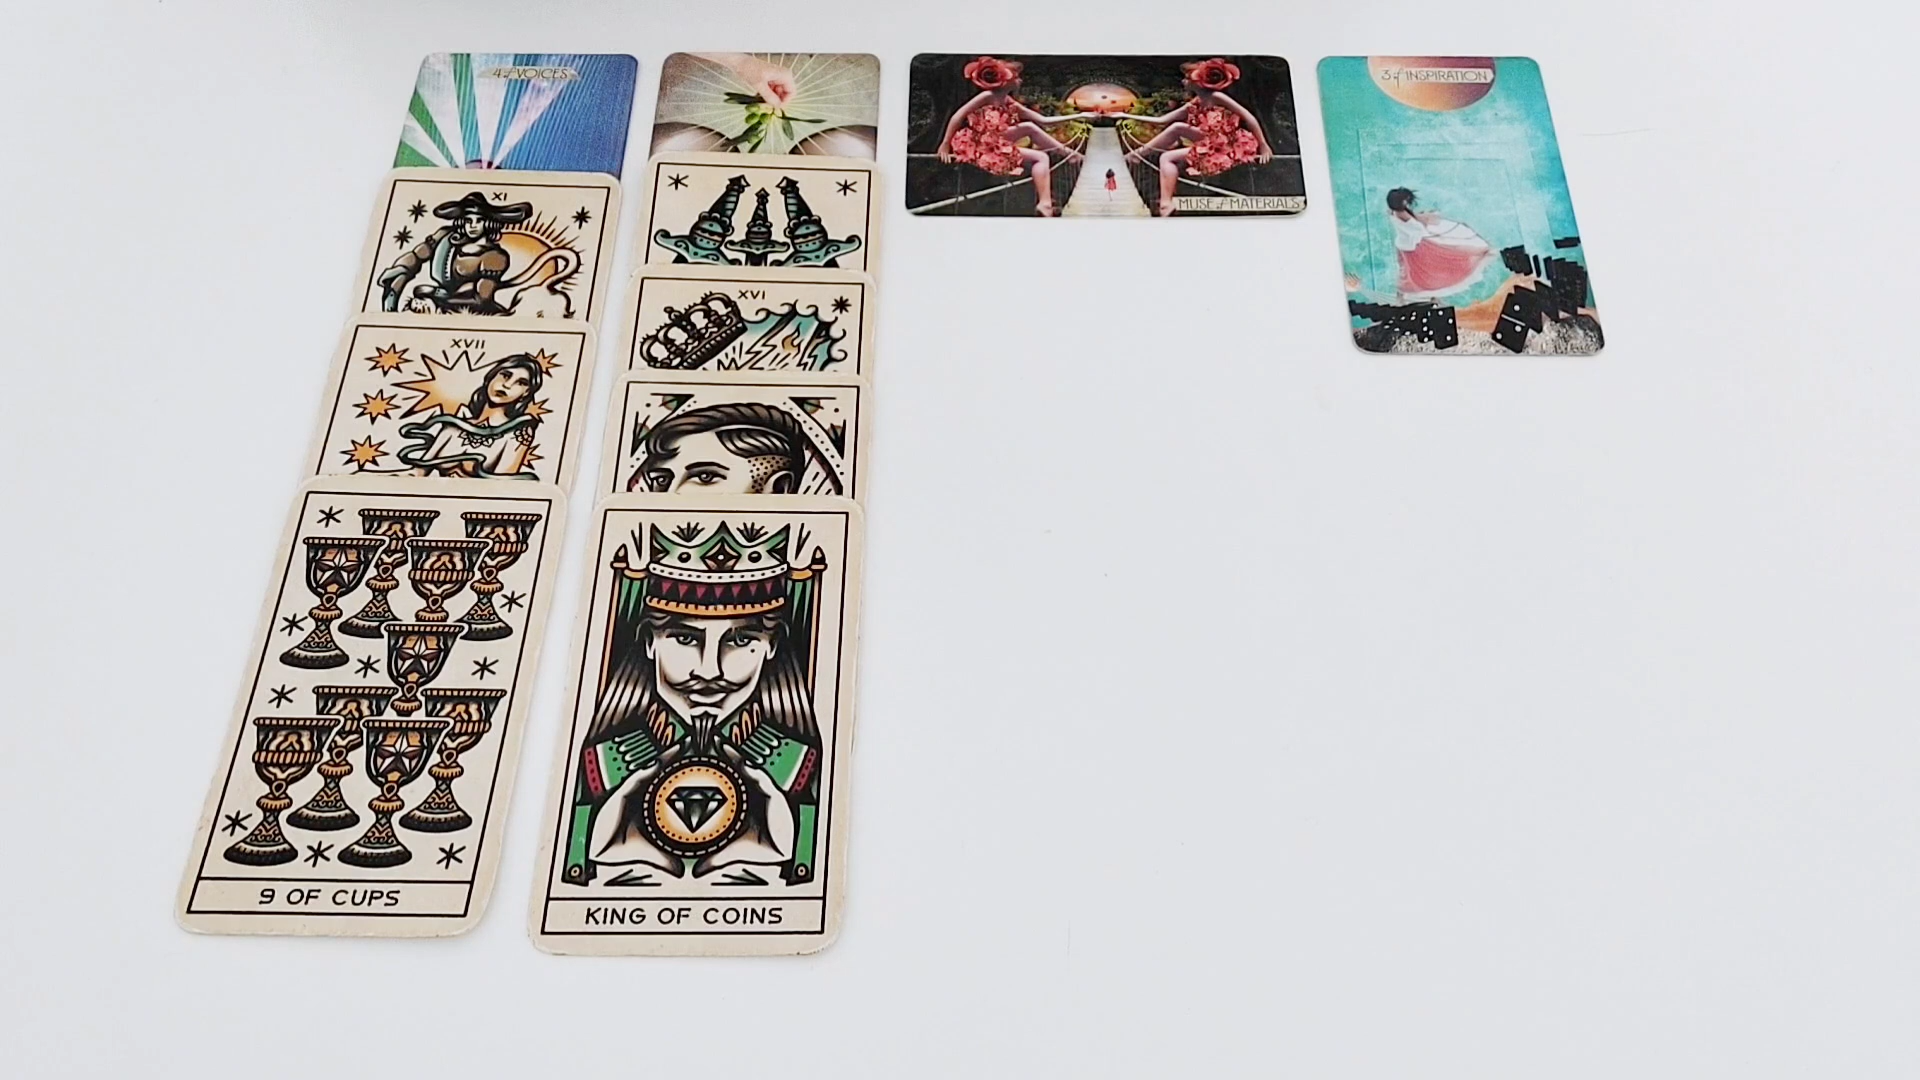 4 of VOICES
MUSE of MATERIALS
3 of INSPIRATION
XI
XVI
XVII
9 OF CUPS
KING OF COINS